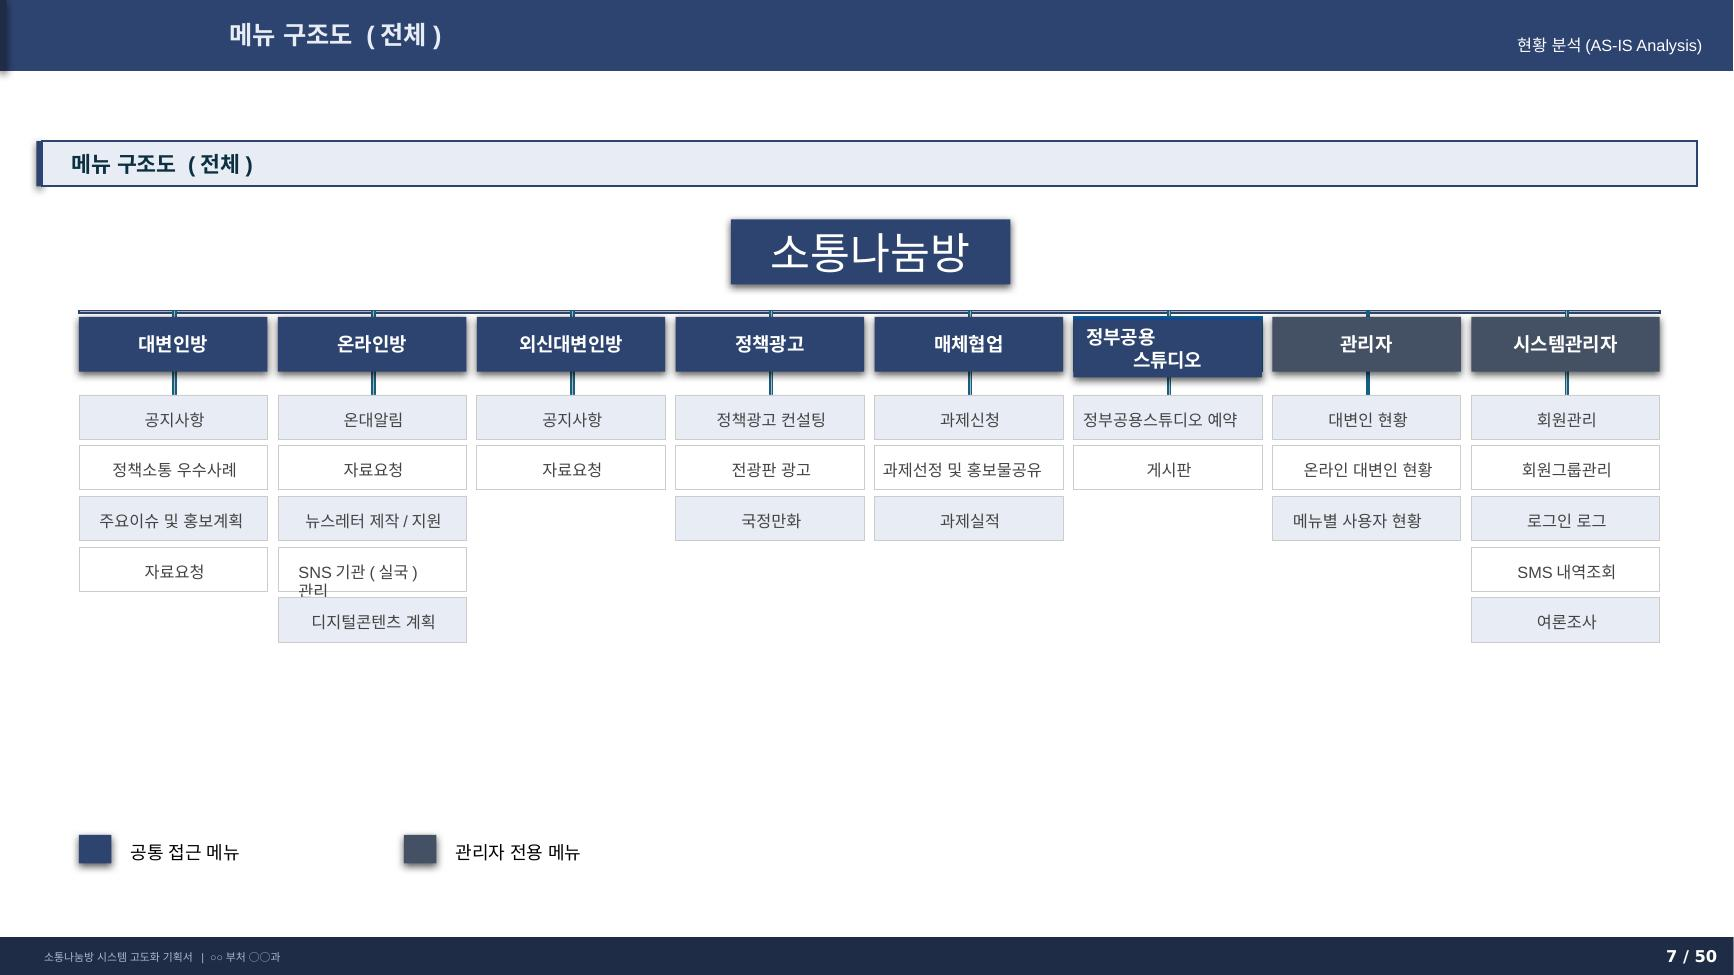 메뉴 구조도 ( 전체 )
현황 분석 (AS-IS Analysis)
메뉴 구조도 ( 전체 )
소통나눔방
대변인방
온라인방
외신대변인방
정책광고
매체협업
정부공용
스튜디오
관리자
시스템관리자
공지사항
온대알림
공지사항
정책광고 컨설팅
과제신청
정부공용스튜디오 예약
대변인 현황
회원관리
정책소통 우수사례
자료요청
자료요청
전광판 광고
과제선정 및 홍보물공유
게시판
온라인 대변인 현황
회원그룹관리
주요이슈 및 홍보계획
뉴스레터 제작 / 지원
국정만화
과제실적
메뉴별 사용자 현황
로그인 로그
자료요청
SNS 기관 ( 실국 )
관리
SMS 내역조회
디지털콘텐츠 계획
여론조사
공통 접근 메뉴
관리자 전용 메뉴
소통나눔방 시스템 고도화 기획서 | ○○ 부처 〇〇과
7 / 50